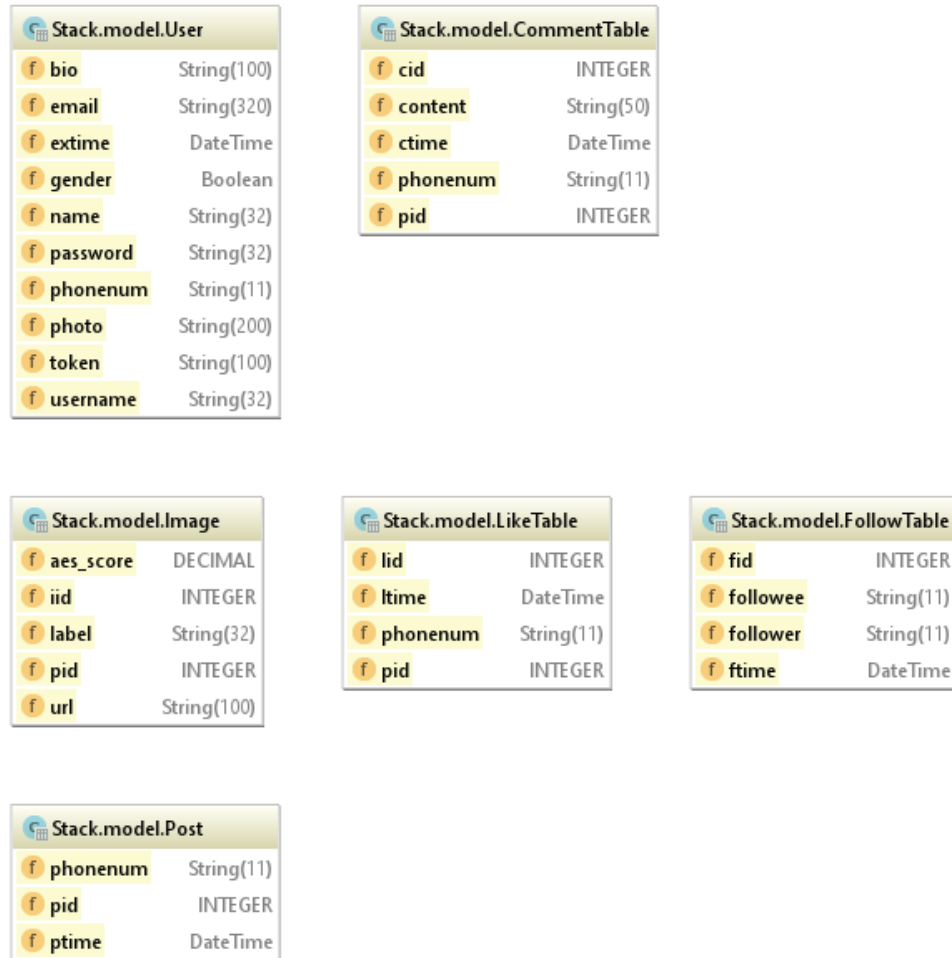 Stack.model.User
bio String(100)
email String(320)
extime DateTime
gender Boolean
name String(32)
password String(32)
phonenum String(11)
photo String(200)
token String(100)
username String(32)
Stack.model.CommentTable
cid INTEGER
content String(50)
ctime DateTime
phonenum String(11)
pid INTEGER
Stack.model.Image
aes_score DECIMAL
iid INTEGER
label String(32)
pid INTEGER
url String(100)
Stack.model.LikeTable
lid INTEGER
ltime DateTime
phonenum String(11)
pid INTEGER
Stack.model.FollowTable
fid INTEGER
followee String(11)
follower String(11)
ftime DateTime
Stack.model.Post
phonenum String(11)
pid INTEGER
ptime DateTime